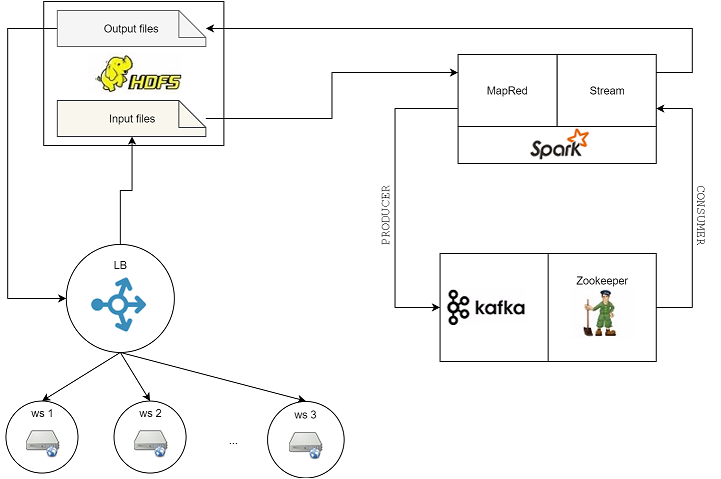 Output files
HDFS
Input files
MapRed
Stream
Spark
PRODUCER
CONSUMER
LB
kafka
Zookeeper
ws 1
ws 2
...
ws 3